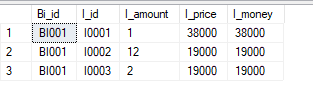 Bi_id I_id I_amount I_price I_money
1 BI001 I0001 1 38000 38000
2 BI001 I0002 12 19000 19000
3 BI001 I0003 2 19000 19000